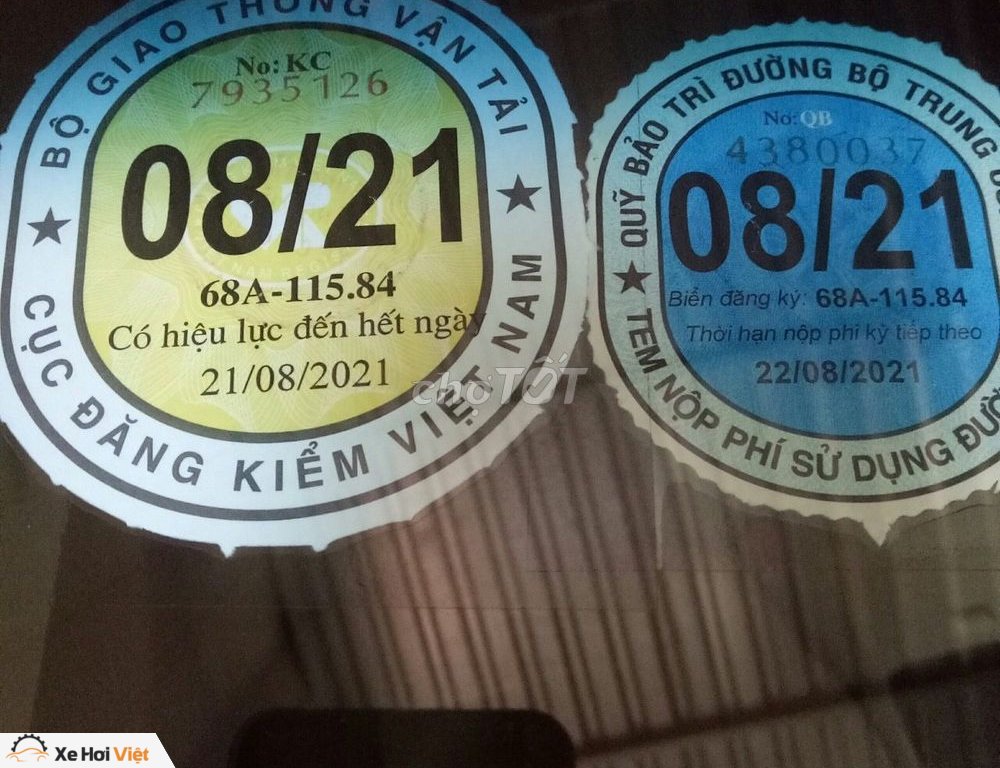 BỘ GIAO THÔNG VẬN TẢI
No: KC
7935126
08/21
68A-115.84
Có hiệu lực đến hết ngày
21/08/2021
★ CỤC ĐĂNG KIỂM VIỆT NAM ★
QUỸ BẢO TRÌ ĐƯỜNG BỘ TRUNG
No: QB
4380037
08/21
Biển đăng ký: 68A-115.84
Thời hạn nộp phí kỳ tiếp theo
22/08/2021
★ TEM NỘP PHÍ SỬ DỤNG
chợTỐT
Xe Hơi Việt